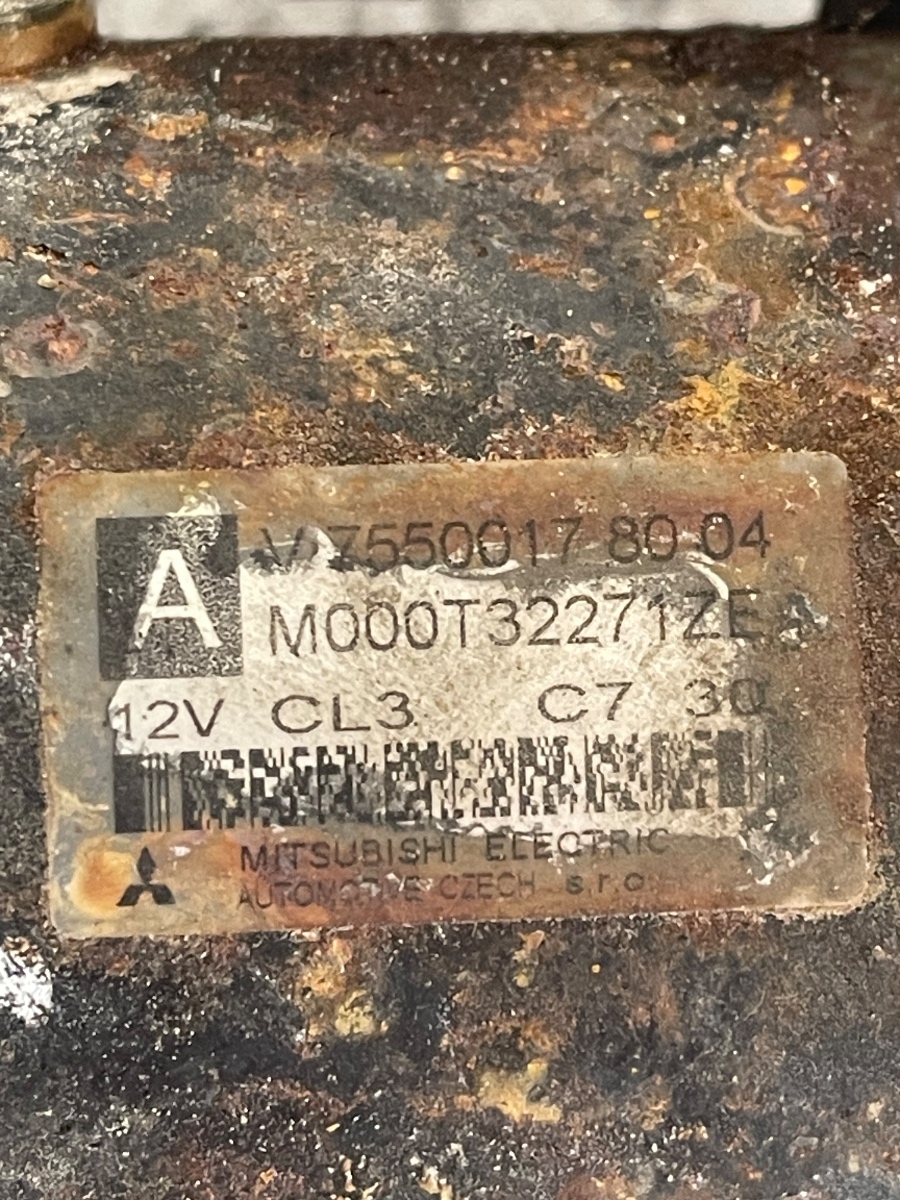 A
V 7550017 80 04
M000T32271ZE
12V CL3 C7 30
MITSUBISHI ELECTRIC
AUTOMOTIVE CZECH s.r.o